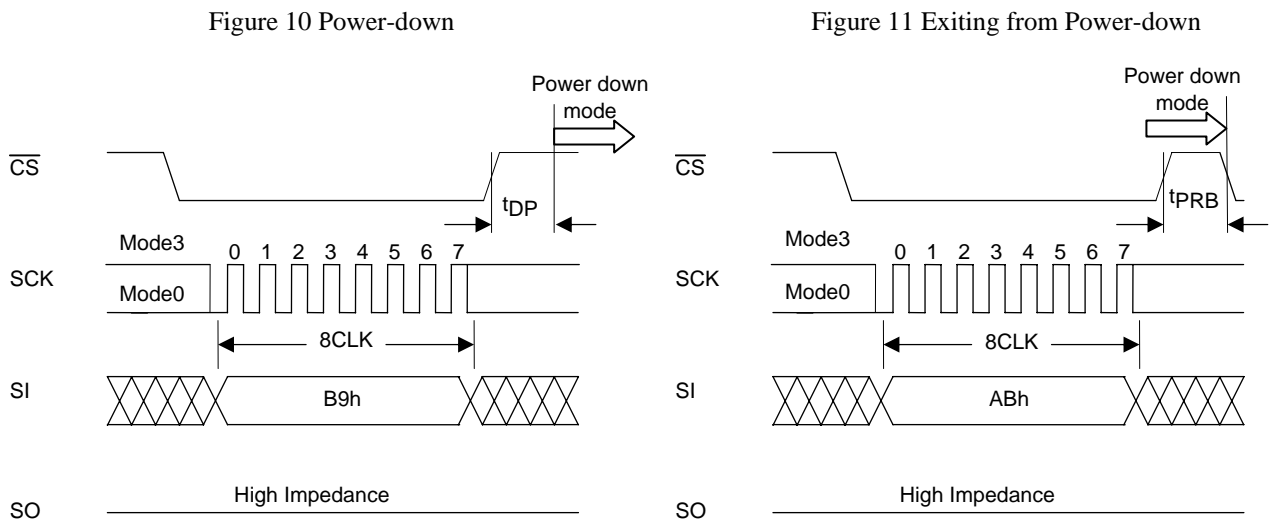 Figure 10 Power-down
Power down
mode
CS
tDP
Mode3
0 1 2 3 4 5 6 7
SCK
Mode0
8CLK
SI
B9h
SO
High Impedance
Figure 11 Exiting from Power-down
Power down
mode
CS
tPRB
Mode3
0 1 2 3 4 5 6 7
SCK
Mode0
8CLK
SI
ABh
SO
High Impedance